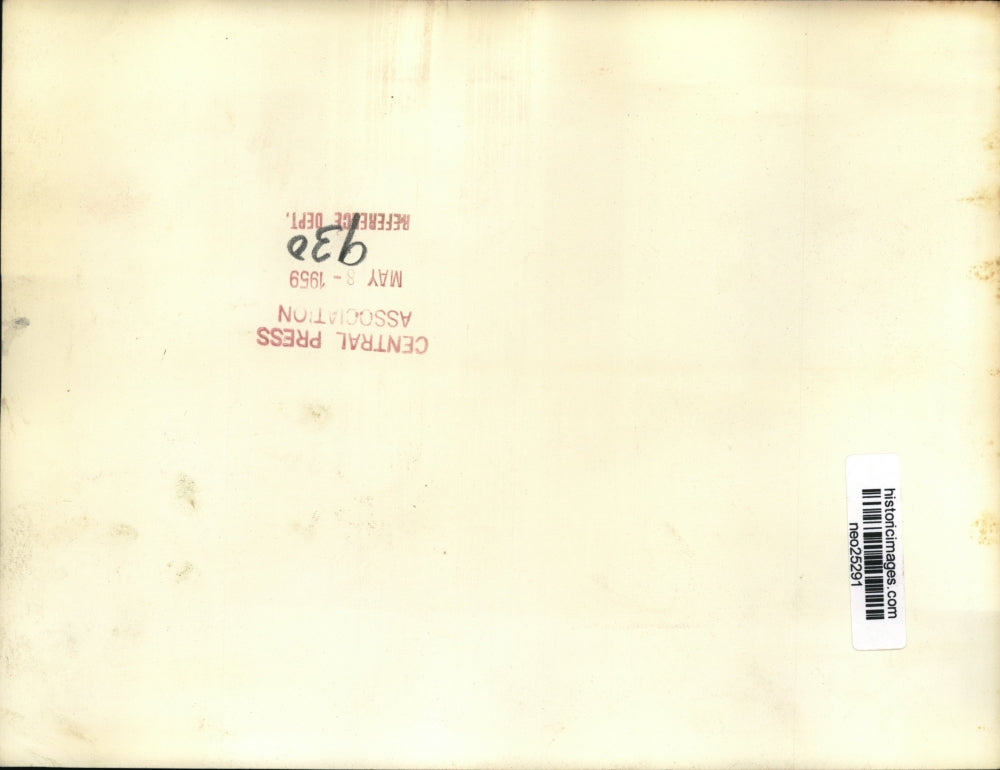 CENTRAL PRESS
ASSOCIATION
MAY 8 - 1959
930
REFERENCE DEPT.
historicimages.com
neo25291